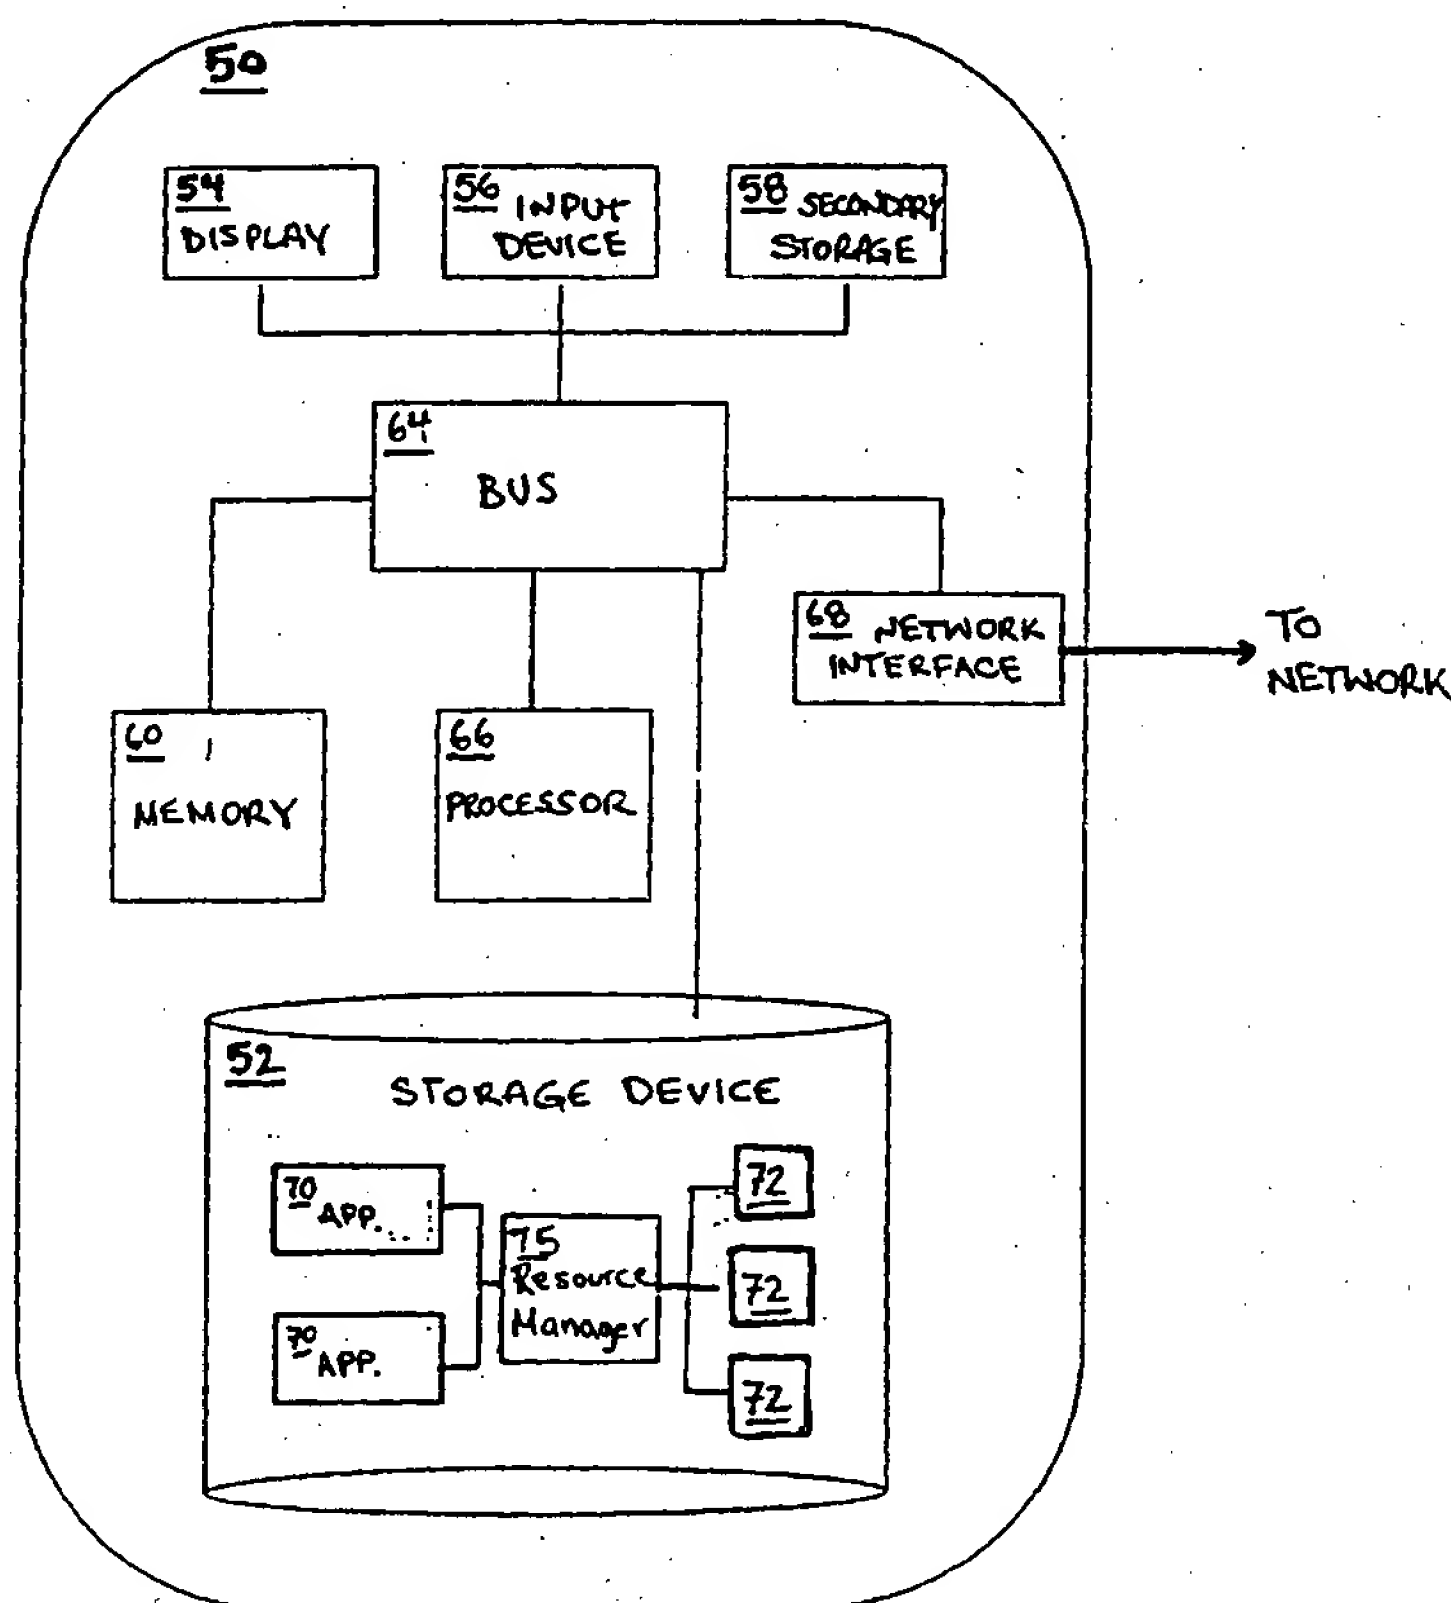 50
54
DISPLAY
56 INPUT
DEVICE
58 SECONDARY
STORAGE
64
BUS
68 NETWORK
INTERFACE
TO
NETWORK
60
MEMORY
66
PROCESSOR
52
STORAGE DEVICE
70
APP.
70
APP.
75
Resource
Manager
72
72
72